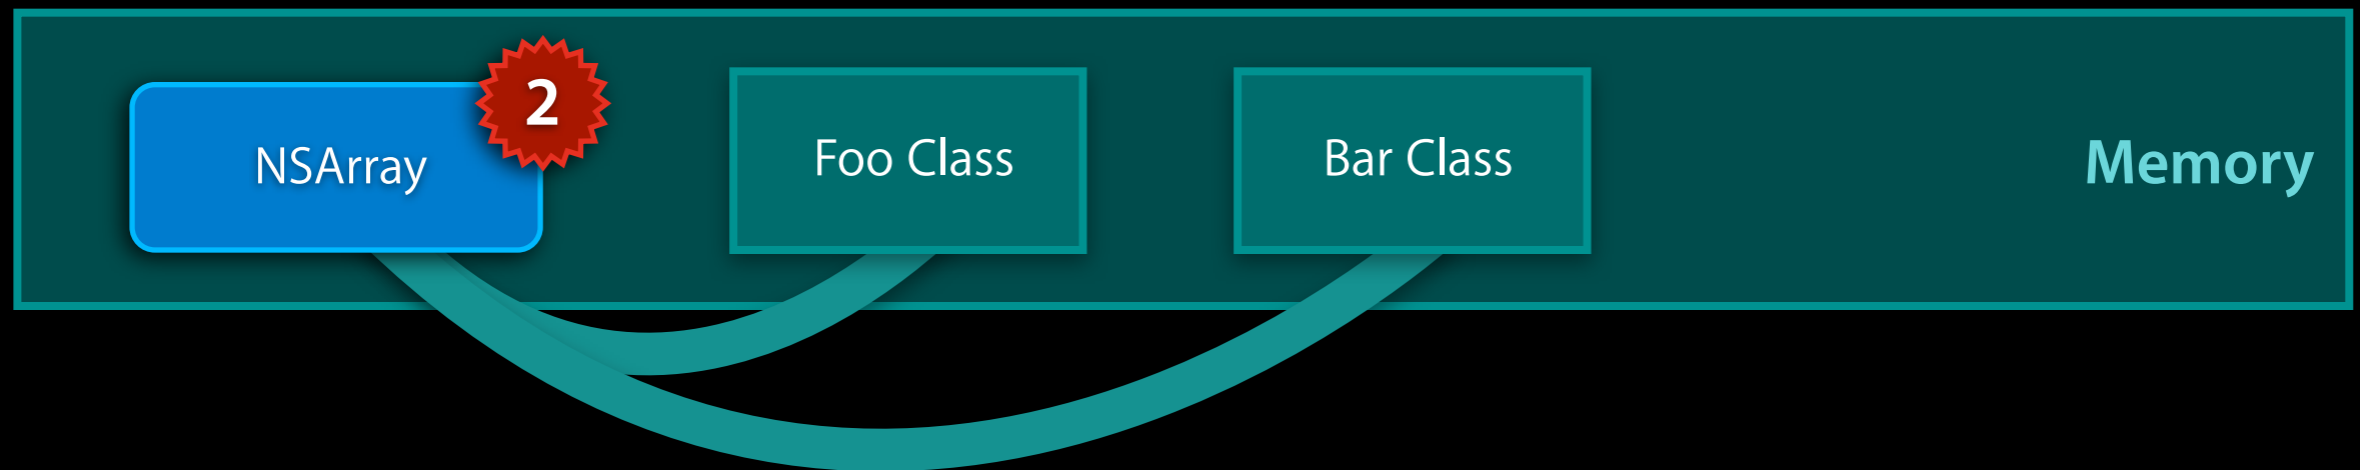 2
NSArray
Foo Class
Bar Class
Memory